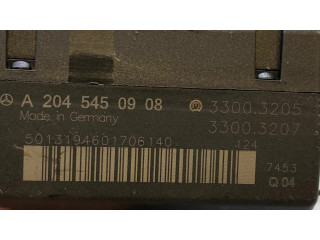 A 204 545 09 08 3300.3205
Made in Germany 3300.3207
5013194601706140 124
7453
Q 04